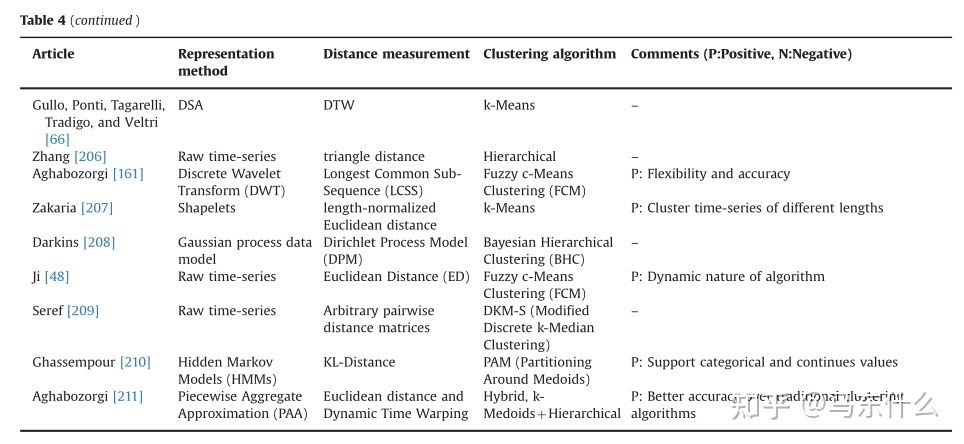 Table 4 (continued )
Article Representation method Distance measurement Clustering algorithm Comments (P:Positive, N:Negative)
Gullo, Ponti, Tagarelli, Tradigo, and Veltri [66] DSA DTW k-Means –
Zhang [206] Raw time-series triangle distance Hierarchical –
Aghabozorgi [161] Discrete Wavelet Transform (DWT) Longest Common Sub-Sequence (LCSS) Fuzzy c-Means Clustering (FCM) P: Flexibility and accuracy
Zakaria [207] Shapelets length-normalized Euclidean distance k-Means P: Cluster time-series of different lengths
Darkins [208] Gaussian process data model Dirichlet Process Model (DPM) Bayesian Hierarchical Clustering (BHC) –
Ji [48] Raw time-series Euclidean Distance (ED) Fuzzy c-Means Clustering (FCM) P: Dynamic nature of algorithm
Seref [209] Raw time-series Arbitrary pairwise distance matrices DKM-S (Modified Discrete k-Median Clustering) –
Ghassempour [210] Hidden Markov Models (HMMs) KL-Distance PAM (Partitioning Around Medoids) P: Support categorical and continues values
Aghabozorgi [211] Piecewise Aggregate Approximation (PAA) Euclidean distance and Dynamic Time Warping Hybrid, k-Medoids+Hierarchical P: Better accuracy over traditional clustering algorithms
知乎 @马东什么